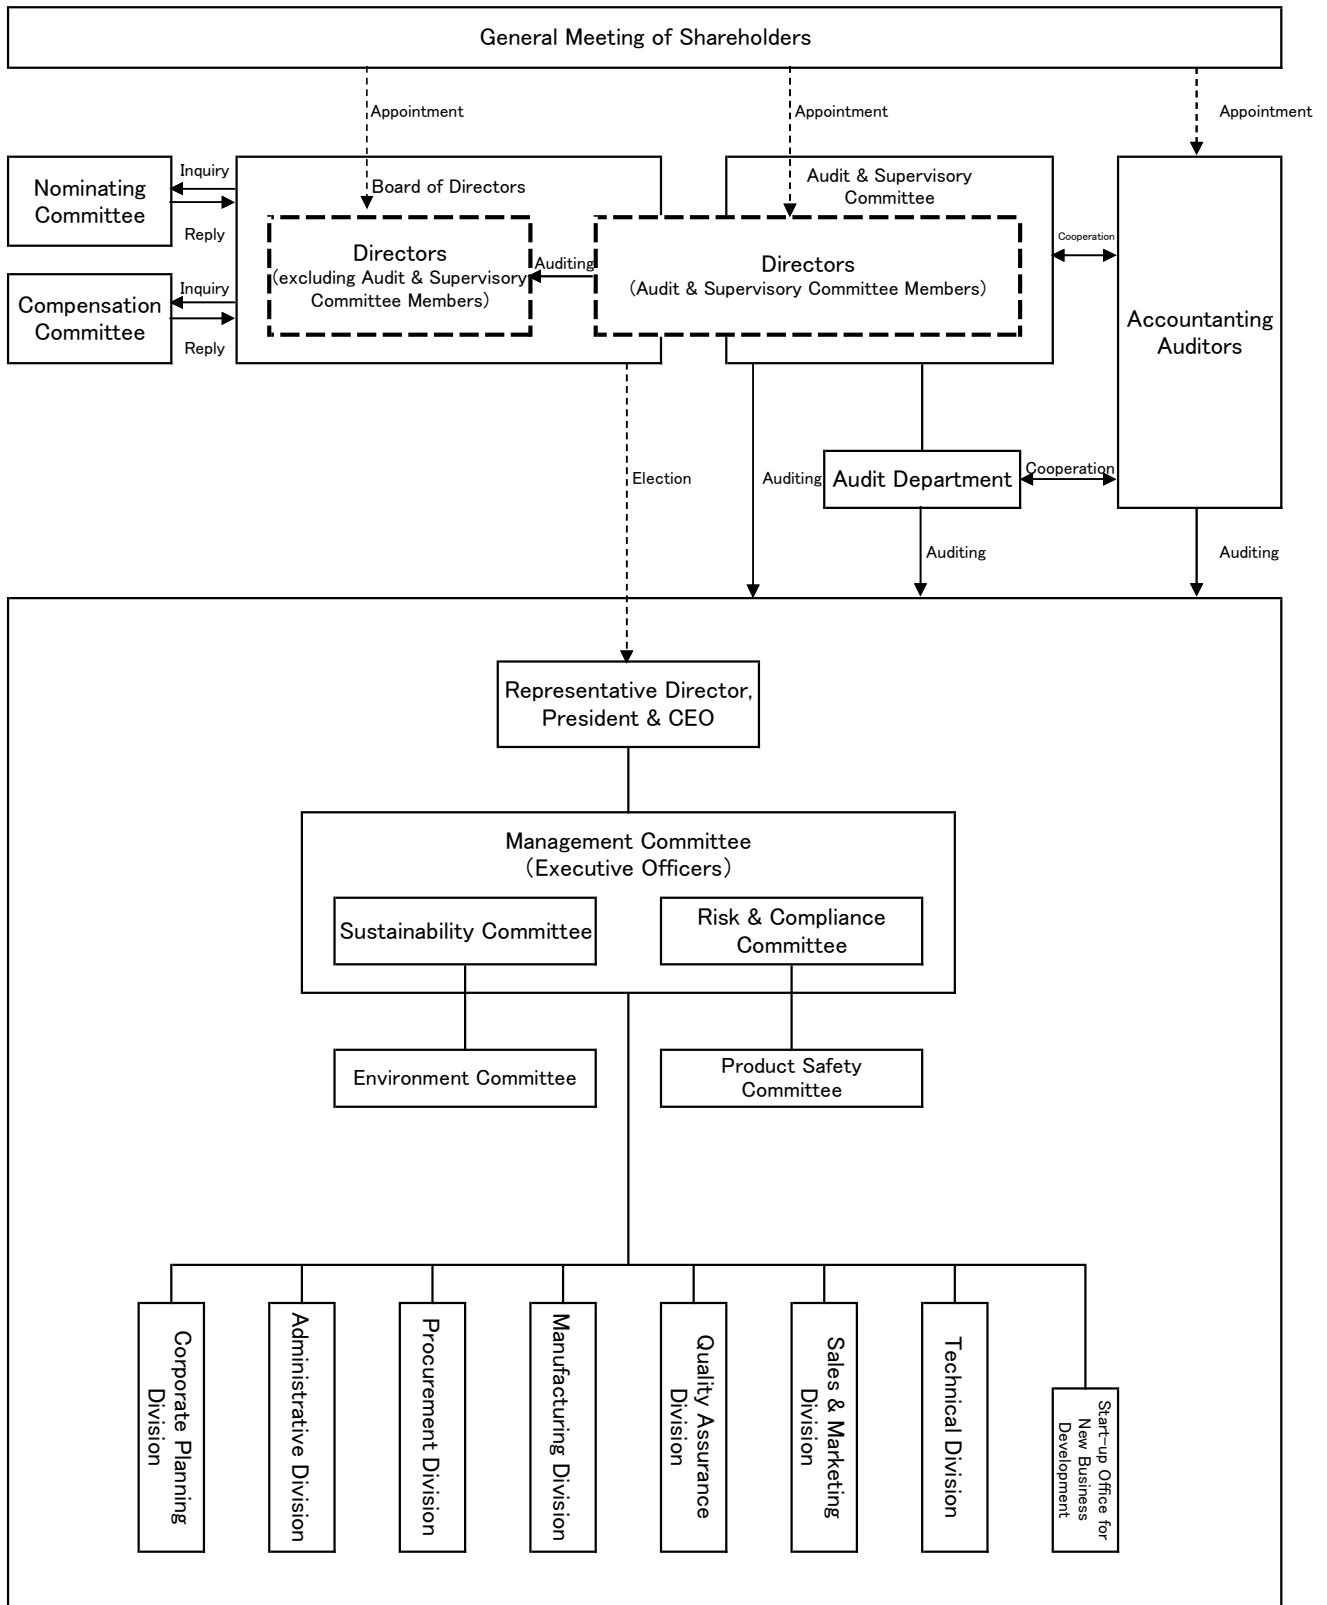 General Meeting of Shareholders
Appointment
Appointment
Appointment
Nominating
Committee
Inquiry
Reply
Board of Directors
Audit & Supervisory
Committee
Directors
(excluding Audit & Supervisory
Committee Members)
Auditing
Directors
(Audit & Supervisory Committee Members)
Cooperation
Compensation
Committee
Inquiry
Reply
Accountanting
Auditors
Election
Auditing
Audit Department
Cooperation
Auditing
Auditing
Representative Director,
President & CEO
Management Committee
(Executive Officers)
Sustainability Committee
Risk & Compliance
Committee
Environment Committee
Product Safety
Committee
Corporate Planning
Division
Administrative Division
Procurement Division
Manufacturing Division
Quality Assurance
Division
Sales & Marketing
Division
Technical Division
Start-up Office for
New Business
Development